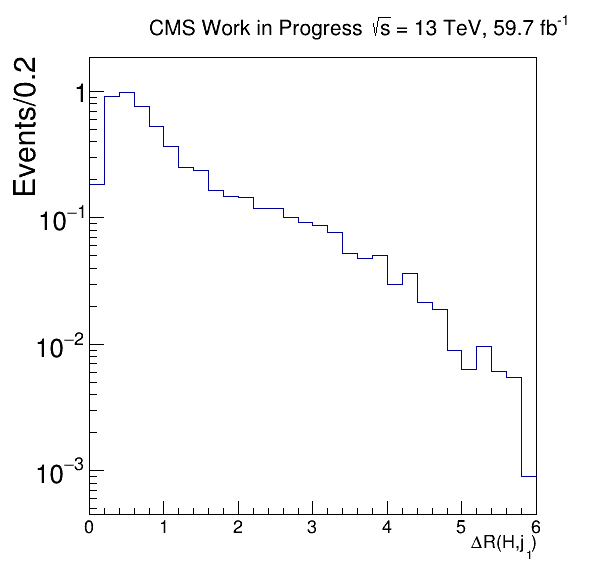 CMS Work in Progress √s = 13 TeV, 59.7 fb⁻¹
Events/0.2
1
10⁻¹
10⁻²
10⁻³
0 1 2 3 4 5 6
ΔR(H,j₁)